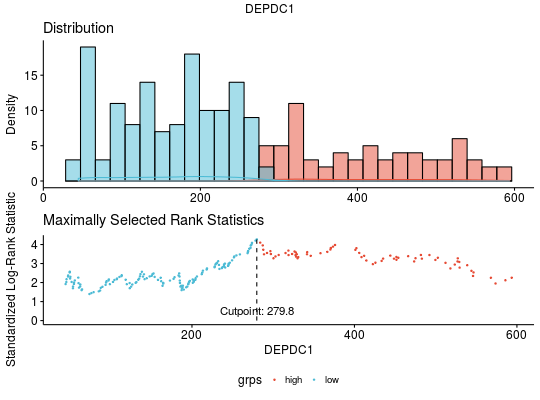 DEPDC1
Distribution
Density
15
10
5
0
0 200 400 600
Maximally Selected Rank Statistics
Standardized Log-Rank Statistic
4
3
2
1
0
Cutpoint: 279.8
200 400 600
DEPDC1
grps high low